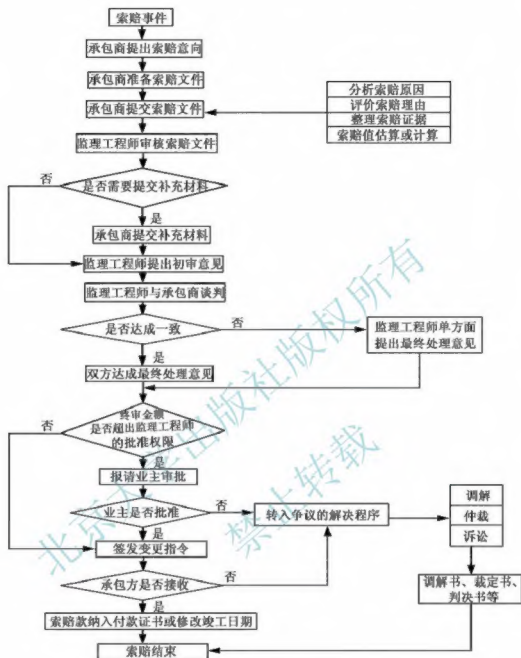 索赔事件
承包商提出索赔意向
承包商准备索赔文件
承包商提交索赔文件
分析索赔原因
评价索赔理由
整理索赔证据
索赔值估算或计算
监理工程师审核索赔文件
否
是否需要提交补充材料
是
承包商提交补充材料
监理工程师提出初审意见
监理工程师与承包商谈判
是否达成一致
否
监理工程师单方面
提出最终处理意见
是
双方达成最终处理意见
否
终审金额
是否超出监理工程师
的批准权限
是
报请业主审批
业主是否批准
否
转入争议的解决程序
调解
仲裁
诉讼
是
签发变更指令
承包方是否接收
否
调解书、裁定书、
判决书等
是
索赔款纳入付款证书或修改竣工日期
索赔结束
北京大学出版社版权所有
禁止转载